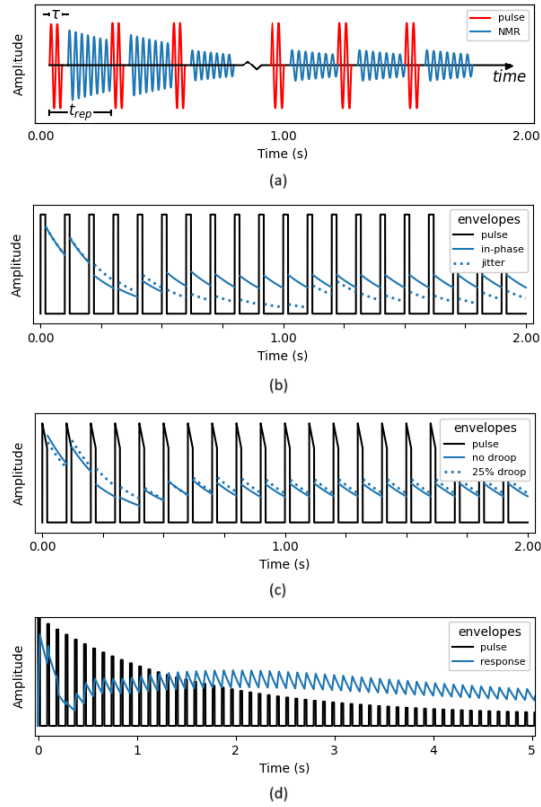 τ
t_rep
pulse
NMR
time
Amplitude
0.00 1.00 2.00
Time (s)
(a)
envelopes
pulse
in-phase
jitter
Amplitude
0.00 1.00 2.00
Time (s)
(b)
envelopes
pulse
no droop
25% droop
Amplitude
0.00 1.00 2.00
Time (s)
(c)
envelopes
pulse
response
Amplitude
0 1 2 3 4 5
Time (s)
(d)